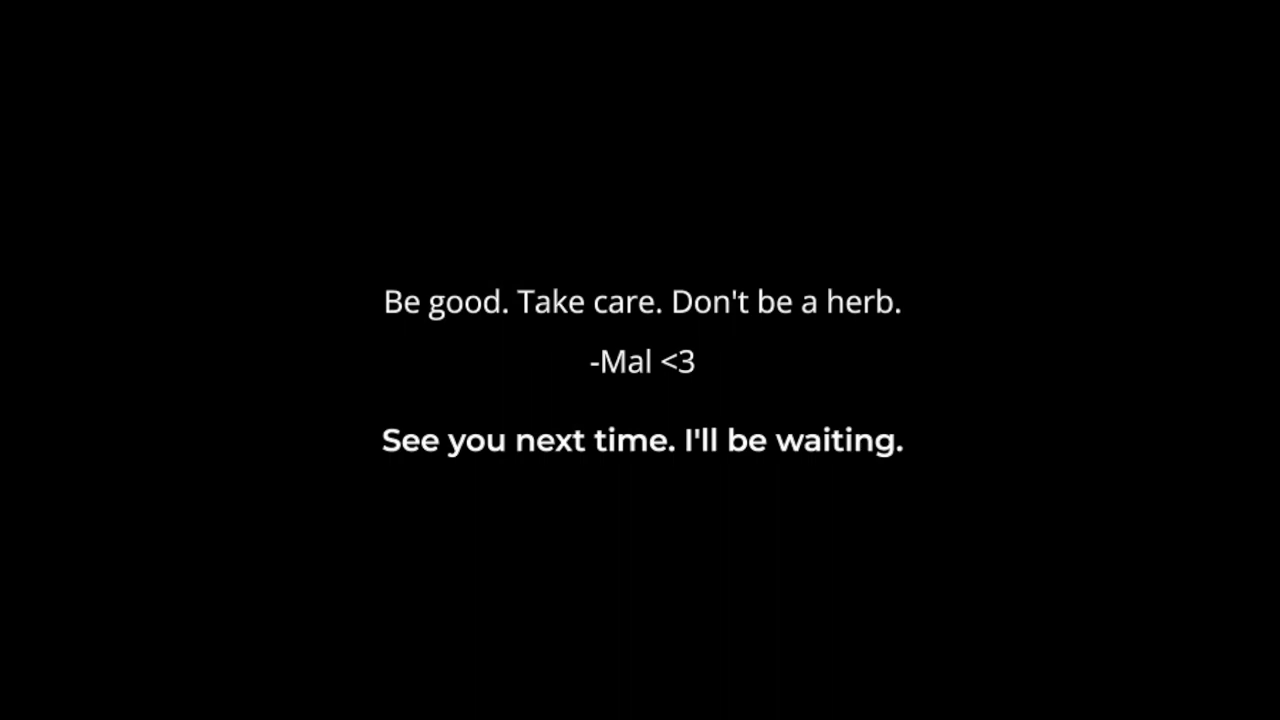 Be good. Take care. Don't be a herb.
-Mal <3
See you next time. I'll be waiting.